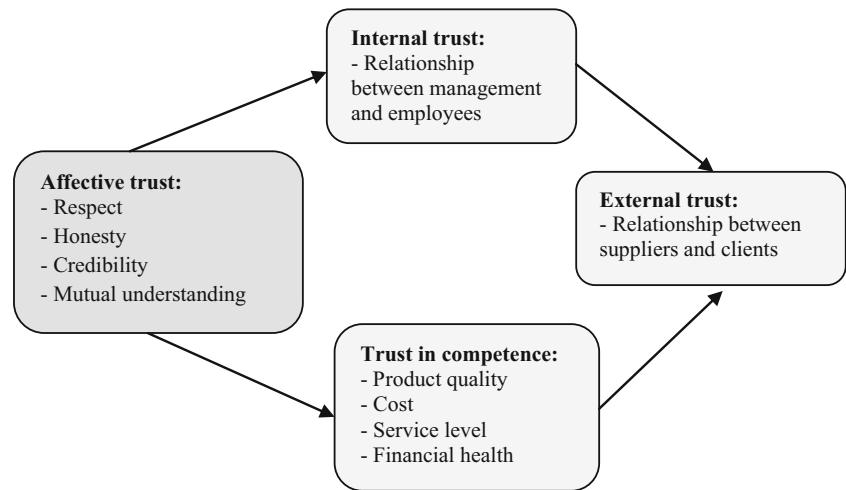 Internal trust:
- Relationship
between management
and employees
Affective trust:
- Respect
- Honesty
- Credibility
- Mutual understanding
External trust:
- Relationship between
suppliers and clients
Trust in competence:
- Product quality
- Cost
- Service level
- Financial health